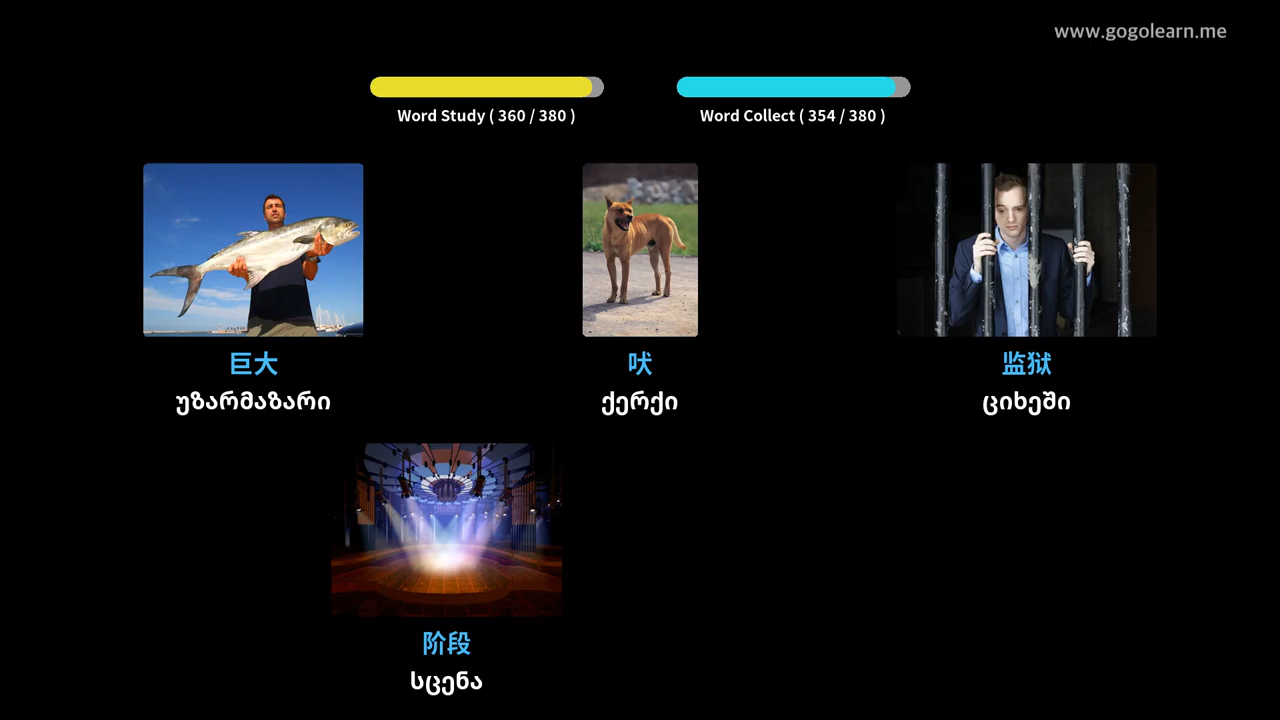 www.gogolearn.me
Word Study ( 360 / 380 )
Word Collect ( 354 / 380 )
巨大
უზარმაზარი
吠
ქერქი
监狱
ციხეში
阶段
სცენა